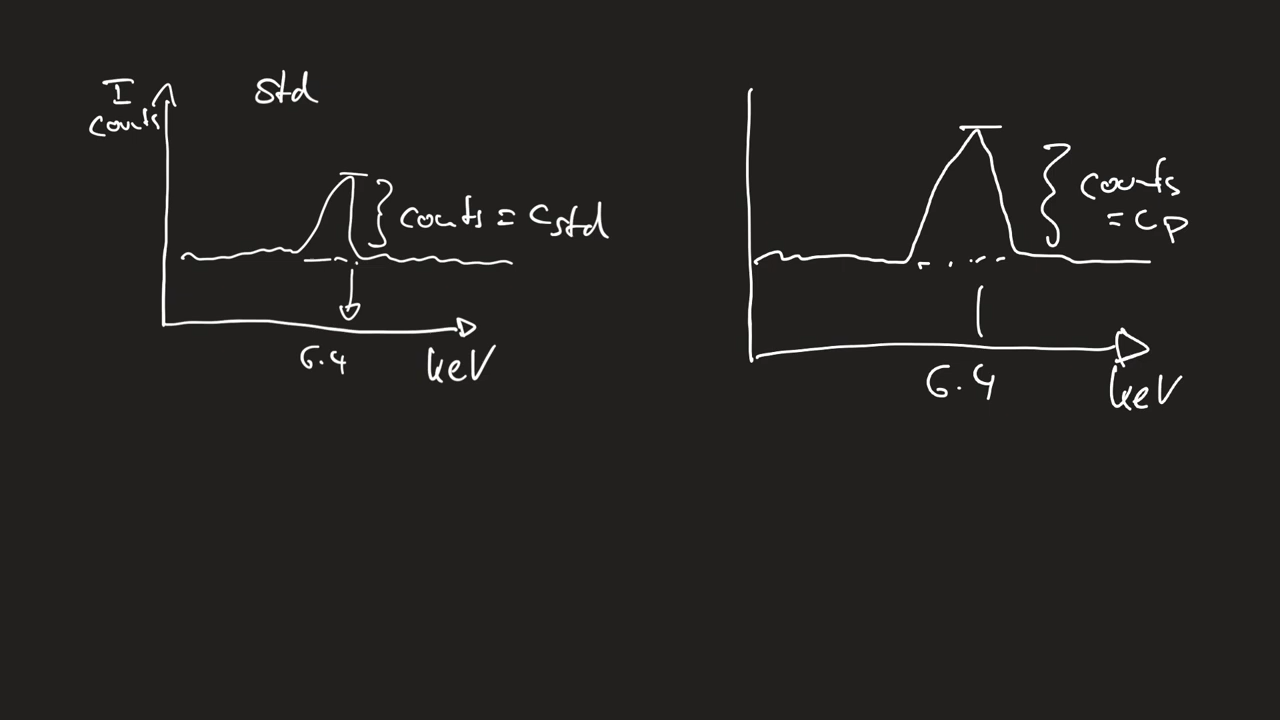 I
counts
std
counts = Cstd
6.4
keV
counts
= CP
6.4
keV